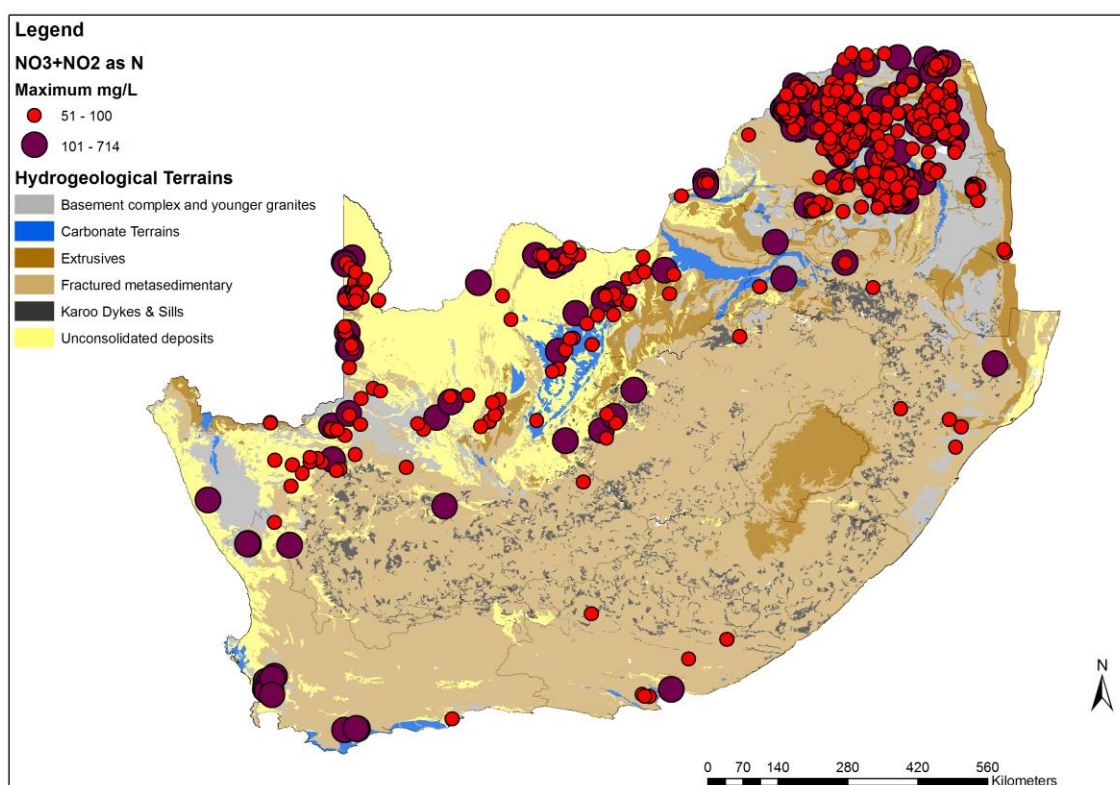 Legend
NO3+NO2 as N
Maximum mg/L
51 - 100
101 - 714
Hydrogeological Terrains
Basement complex and younger granites
Carbonate Terrains
Extrusives
Fractured metasedimentary
Karoo Dykes & Sills
Unconsolidated deposits
N
0 70 140 280 420 560
Kilometers